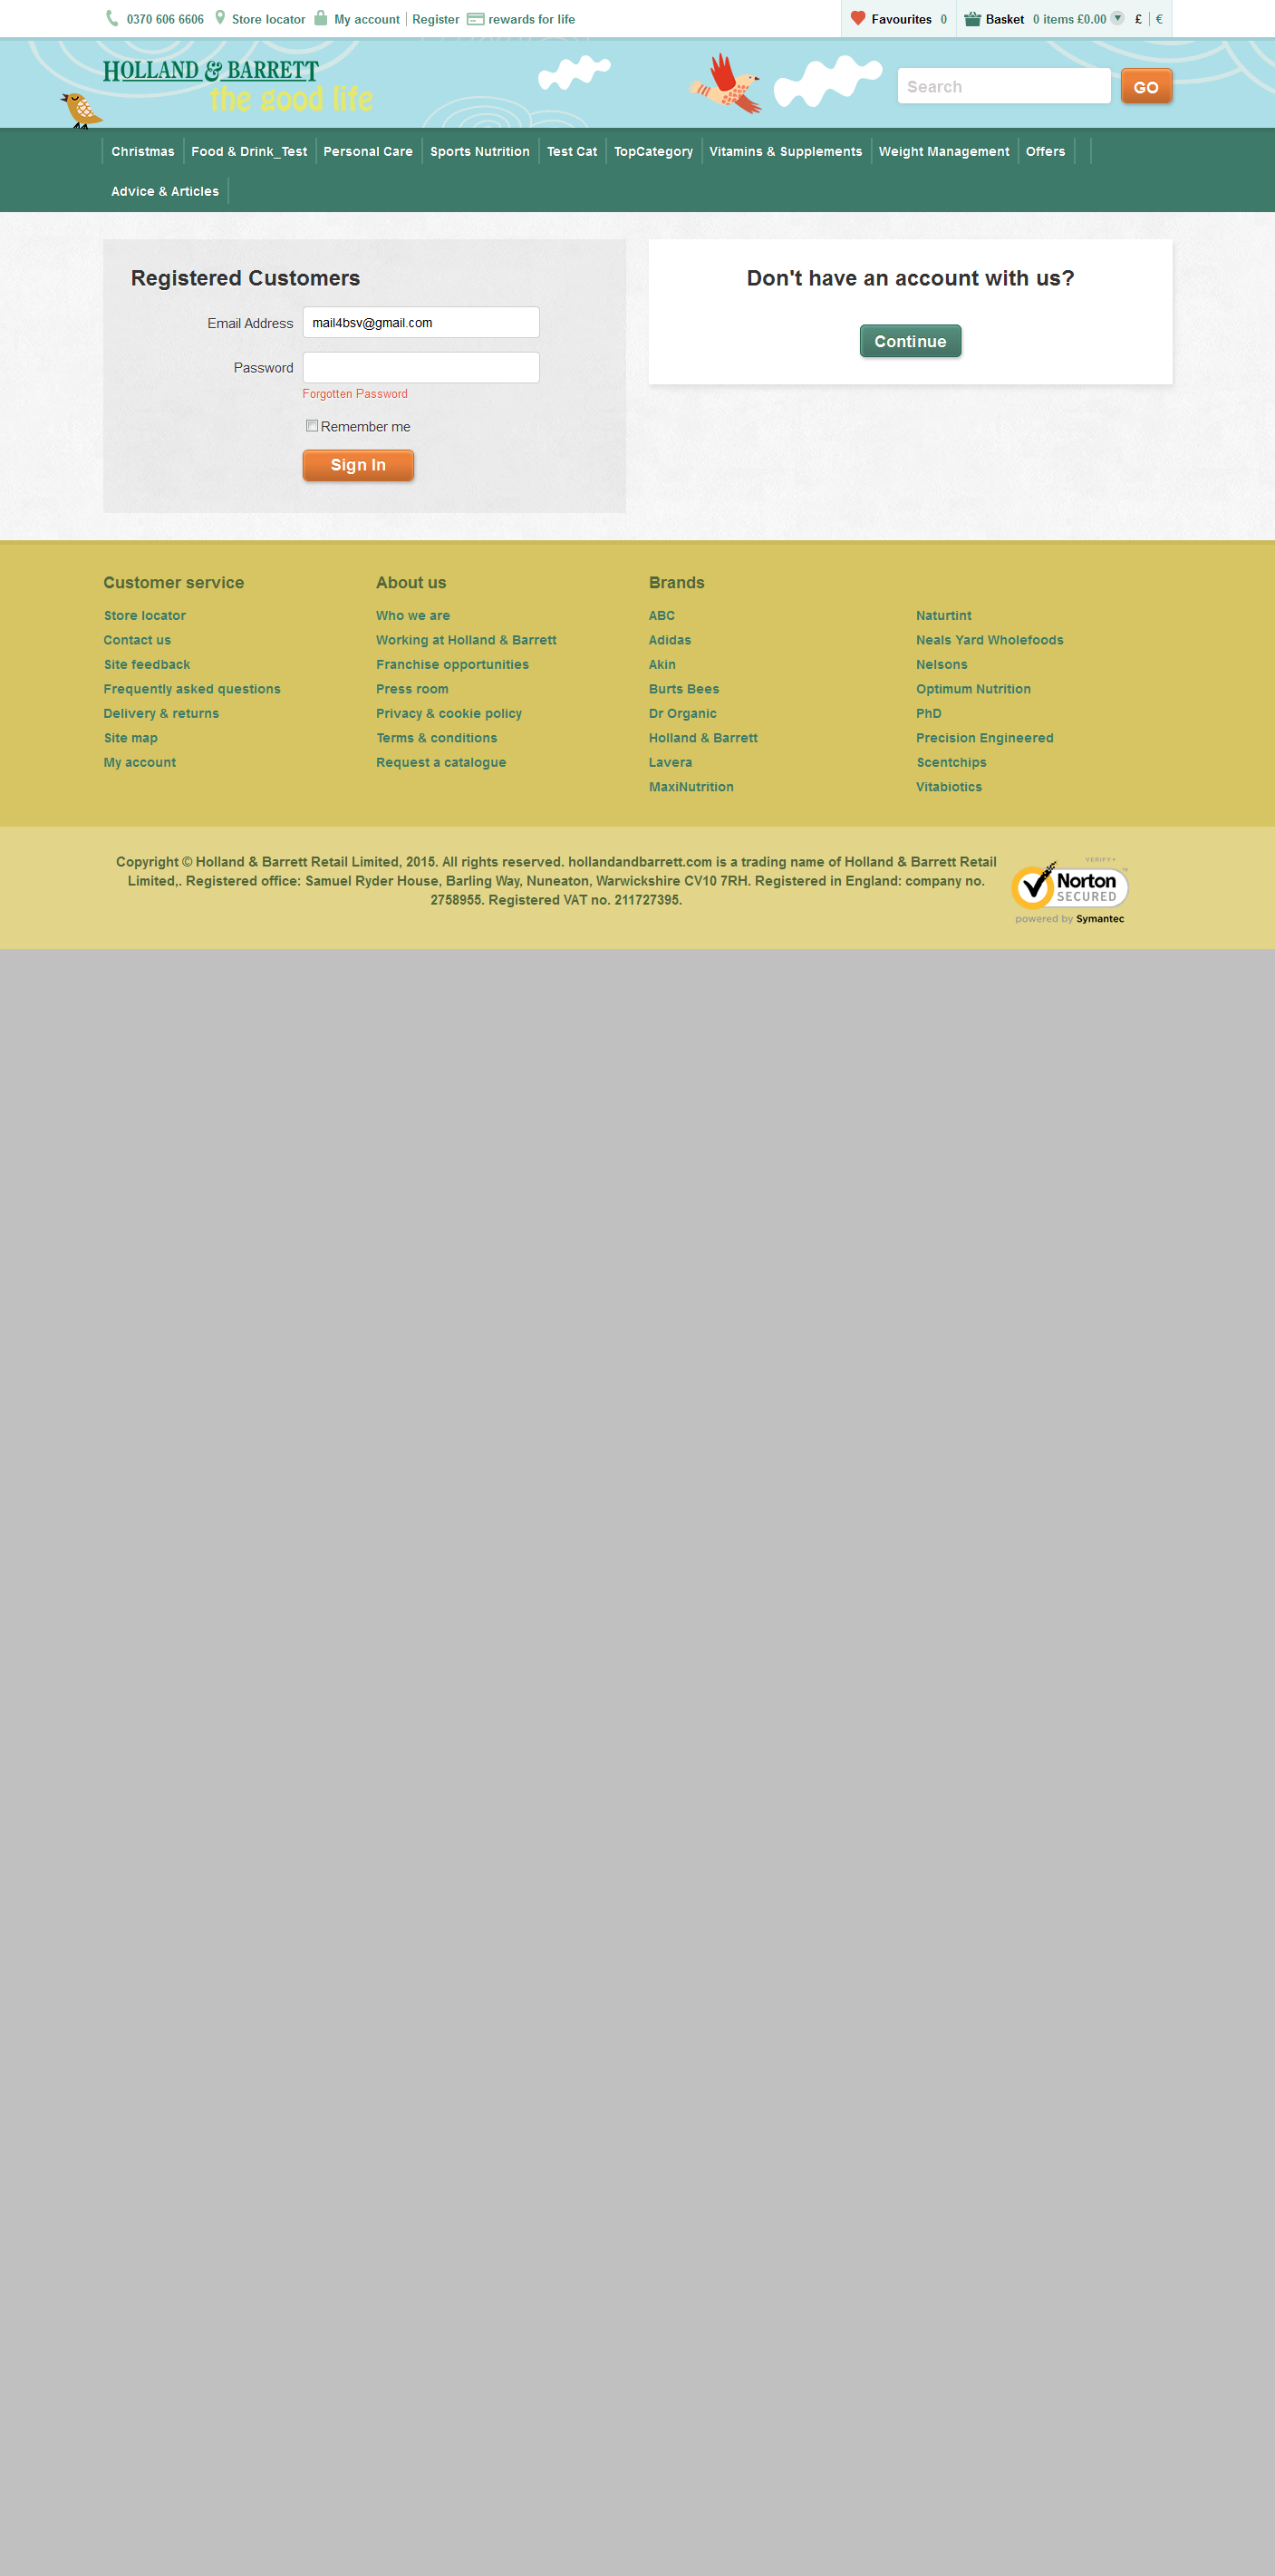 0370 606 6606 Store locator My account Register rewards for life Favourites 0 Basket 0 items £0.00 £ €
HOLLAND & BARRETT
the good life
Search GO
Christmas Food & Drink_Test Personal Care Sports Nutrition Test Cat TopCategory Vitamins & Supplements Weight Management Offers
Advice & Articles
Registered Customers
Email Address mail4bsv@gmail.com
Password
Forgotten Password
Remember me
Sign In
Don't have an account with us?
Continue
Customer service
Store locator
Contact us
Site feedback
Frequently asked questions
Delivery & returns
Site map
My account
About us
Who we are
Working at Holland & Barrett
Franchise opportunities
Press room
Privacy & cookie policy
Terms & conditions
Request a catalogue
Brands
ABC
Adidas
Akin
Burts Bees
Dr Organic
Holland & Barrett
Lavera
MaxiNutrition
Naturtint
Neals Yard Wholefoods
Nelsons
Optimum Nutrition
PhD
Precision Engineered
Scentchips
Vitabiotics
Copyright © Holland & Barrett Retail Limited, 2015. All rights reserved. hollandandbarrett.com is a trading name of Holland & Barrett Retail
Limited,. Registered office: Samuel Ryder House, Barling Way, Nuneaton, Warwickshire CV10 7RH. Registered in England: company no.
2758955. Registered VAT no. 211727395.
VERIFY▸
Norton™
SECURED
powered by Symantec